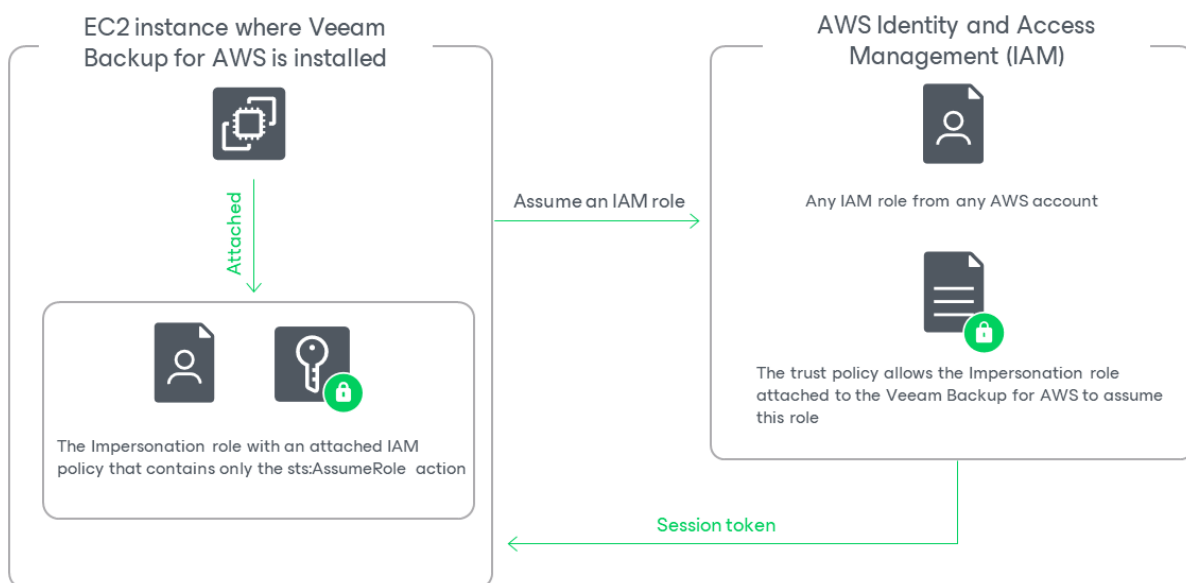 EC2 instance where Veeam
Backup for AWS is installed
Attached
The Impersonation role with an attached IAM
policy that contains only the sts:AssumeRole action
Assume an IAM role
AWS Identity and Access
Management (IAM)
Any IAM role from any AWS account
The trust policy allows the Impersonation role
attached to the Veeam Backup for AWS to assume
this role
Session token